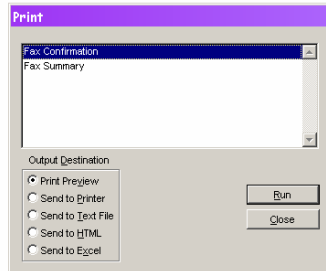 Print
Fax Confirmation
Fax Summary
Output Destination
Print Preview
Send to Printer
Send to Text File
Send to HTML
Send to Excel
Run
Close